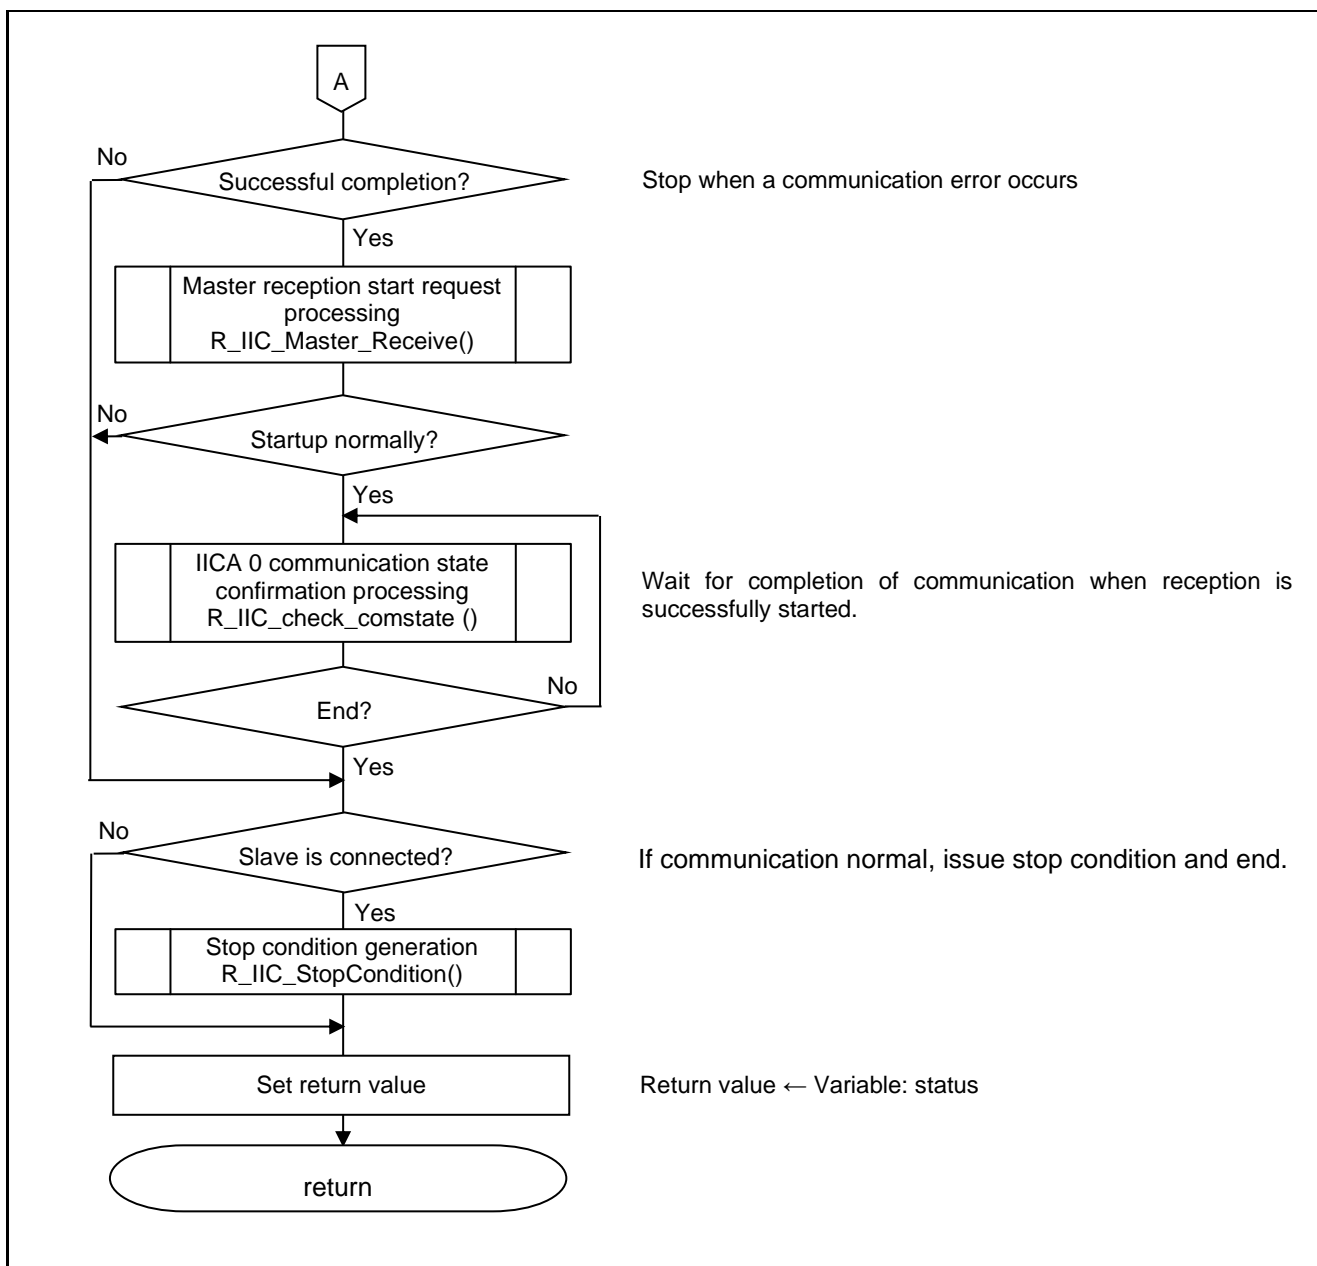 A
No
Successful completion?
Stop when a communication error occurs
Yes
Master reception start request
processing
R_IIC_Master_Receive()
No
Startup normally?
Yes
IICA 0 communication state
confirmation processing
R_IIC_check_comstate ()
Wait for completion of communication when reception is
successfully started.
No
End?
Yes
No
Slave is connected?
If communication normal, issue stop condition and end.
Yes
Stop condition generation
R_IIC_StopCondition()
Set return value
Return value ← Variable: status
return